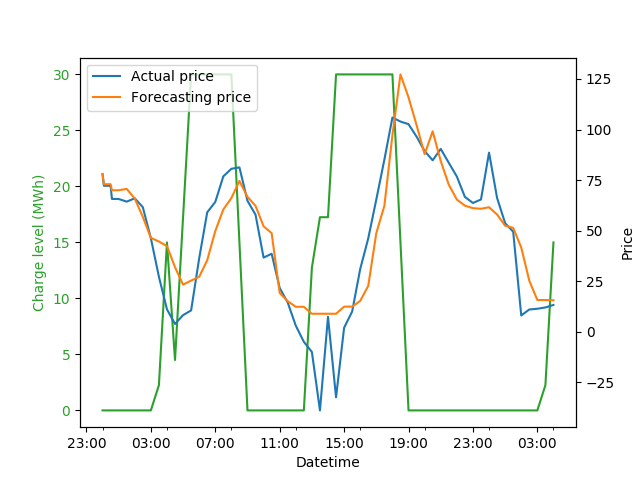 Actual price
Forecasting price
Charge level (MWh)
30
25
20
15
10
5
0
Price
125
100
75
50
25
0
−25
23:00 03:00 07:00 11:00 15:00 19:00 23:00 03:00
Datetime